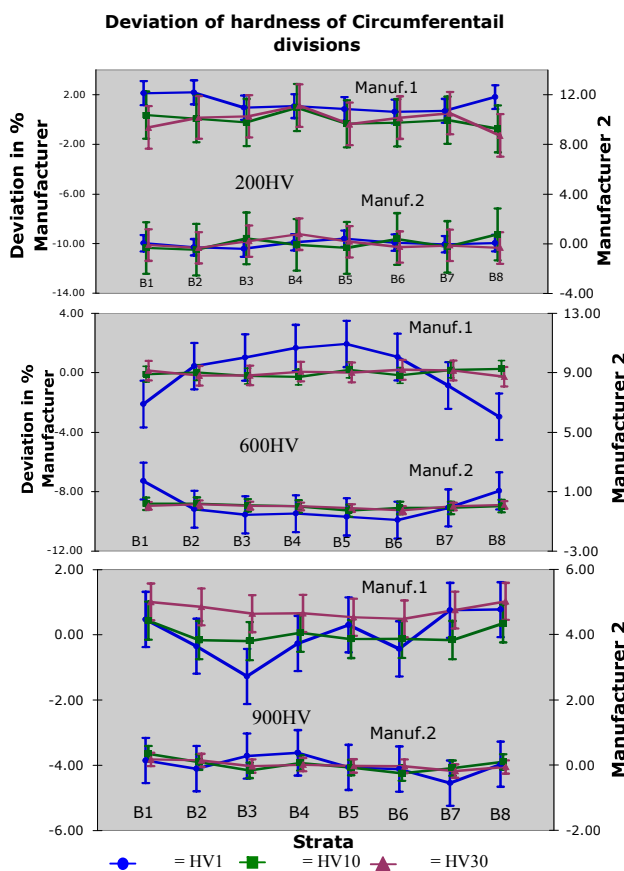 Deviation of hardness of Circumferentail
divisions
Deviation in %
Manufacturer
2.00
-2.00
-6.00
-10.00
-14.00
Manuf.1
200HV
Manuf.2
B1 B2 B3 B4 B5 B6 B7 B8
12.00
8.00
4.00
0.00
-4.00
Manufacturer 2
Deviation in %
Manufacturer
4.00
0.00
-4.00
-8.00
-12.00
Manuf.1
600HV
Manuf.2
B1 B2 B3 B4 B5 B6 B7 B8
13.00
9.00
5.00
1.00
-3.00
Manufacturer 2
2.00
0.00
-2.00
-4.00
-6.00
Manuf.1
900HV
Manuf.2
B1 B2 B3 B4 B5 B6 B7 B8
6.00
4.00
2.00
0.00
-2.00
Manufacturer 2
Strata
= HV1 = HV10 = HV30